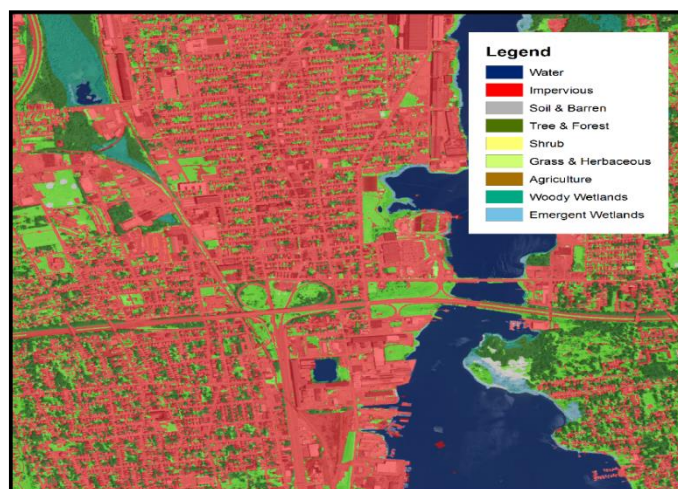 Legend
Water
Impervious
Soil & Barren
Tree & Forest
Shrub
Grass & Herbaceous
Agriculture
Woody Wetlands
Emergent Wetlands